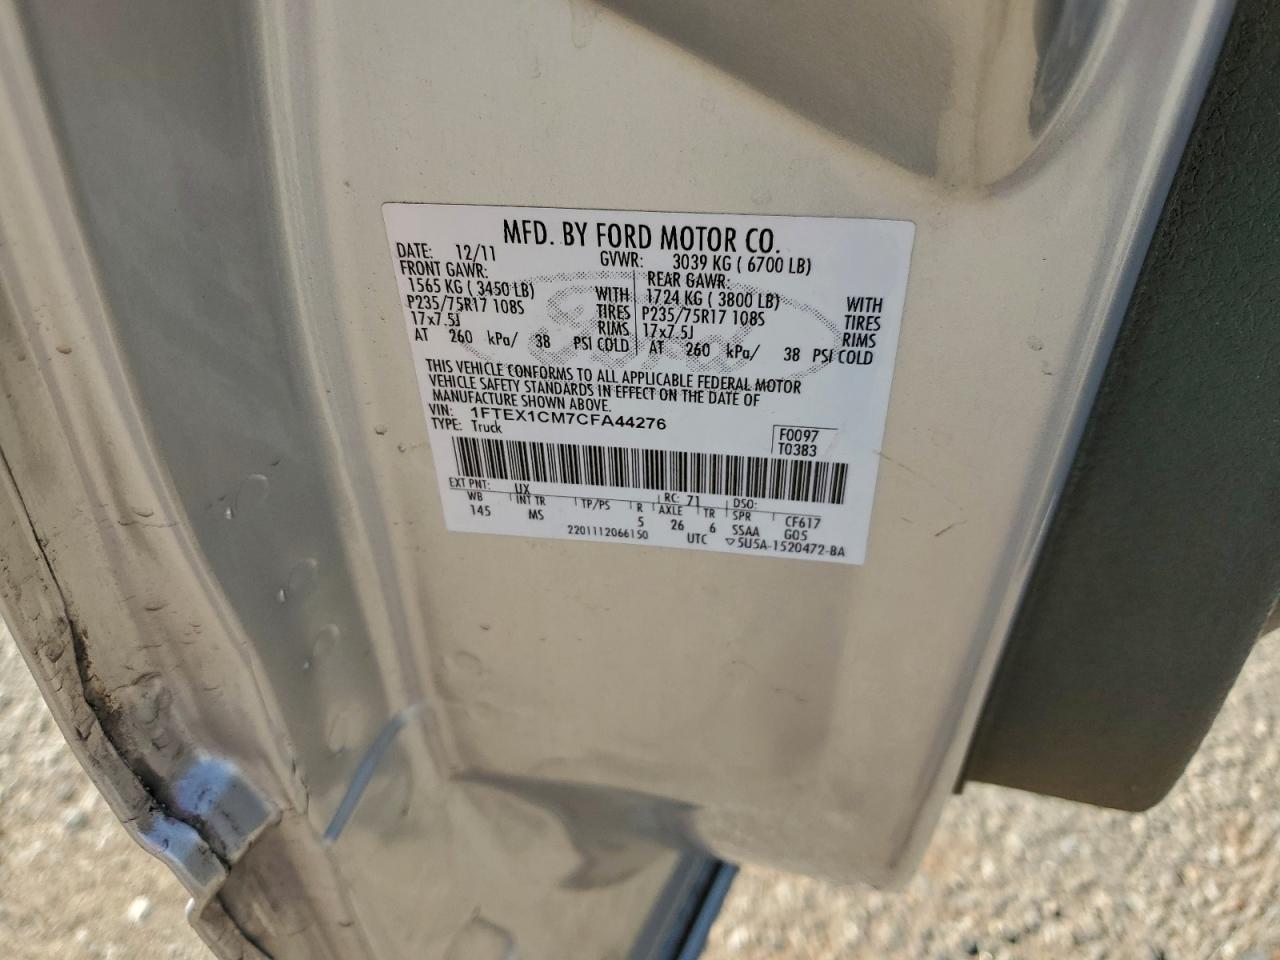 MFD. BY FORD MOTOR CO.
DATE: 12/11 GVWR: 3039 KG ( 6700 LB)
FRONT GAWR: REAR GAWR:
1565 KG ( 3450 LB) WITH 1724 KG ( 3800 LB) WITH
P235/75R17 108S TIRES P235/75R17 108S TIRES
17x7.5J RIMS 17x7.5J RIMS
AT 260 kPa/ 38 PSI COLD AT 260 kPa/ 38 PSI COLD
THIS VEHICLE CONFORMS TO ALL APPLICABLE FEDERAL MOTOR
VEHICLE SAFETY STANDARDS IN EFFECT ON THE DATE OF
MANUFACTURE SHOWN ABOVE.
VIN: 1FTEX1CM7CFA44276
TYPE: Truck
F0097
T0383
EXT PNT: UX RC: 71 DSO:
WB INT TR TP/PS R AXLE TR SPR CF617
145 MS 5 26 6 SSAA G05
2201112066150 UTC ▽5U5A-1520472-BA